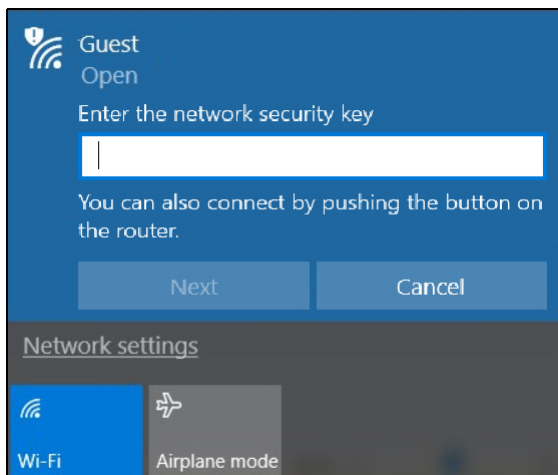 Guest
Open
Enter the network security key
You can also connect by pushing the button on
the router.
Next
Cancel
Network settings
Wi-Fi
Airplane mode